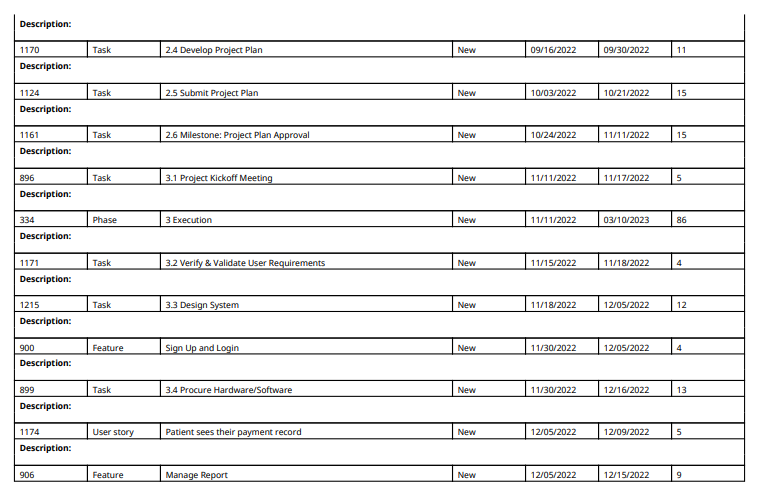 Description:
1170 Task 2.4 Develop Project Plan New 09/16/2022 09/30/2022 11
Description:
1124 Task 2.5 Submit Project Plan New 10/03/2022 10/21/2022 15
Description:
1161 Task 2.6 Milestone: Project Plan Approval New 10/24/2022 11/11/2022 15
Description:
896 Task 3.1 Project Kickoff Meeting New 11/11/2022 11/17/2022 5
Description:
334 Phase 3 Execution New 11/11/2022 03/10/2023 86
Description:
1171 Task 3.2 Verify & Validate User Requirements New 11/15/2022 11/18/2022 4
Description:
1215 Task 3.3 Design System New 11/18/2022 12/05/2022 12
Description:
900 Feature Sign Up and Login New 11/30/2022 12/05/2022 4
Description:
899 Task 3.4 Procure Hardware/Software New 11/30/2022 12/16/2022 13
Description:
1174 User story Patient sees their payment record New 12/05/2022 12/09/2022 5
Description:
906 Feature Manage Report New 12/05/2022 12/15/2022 9